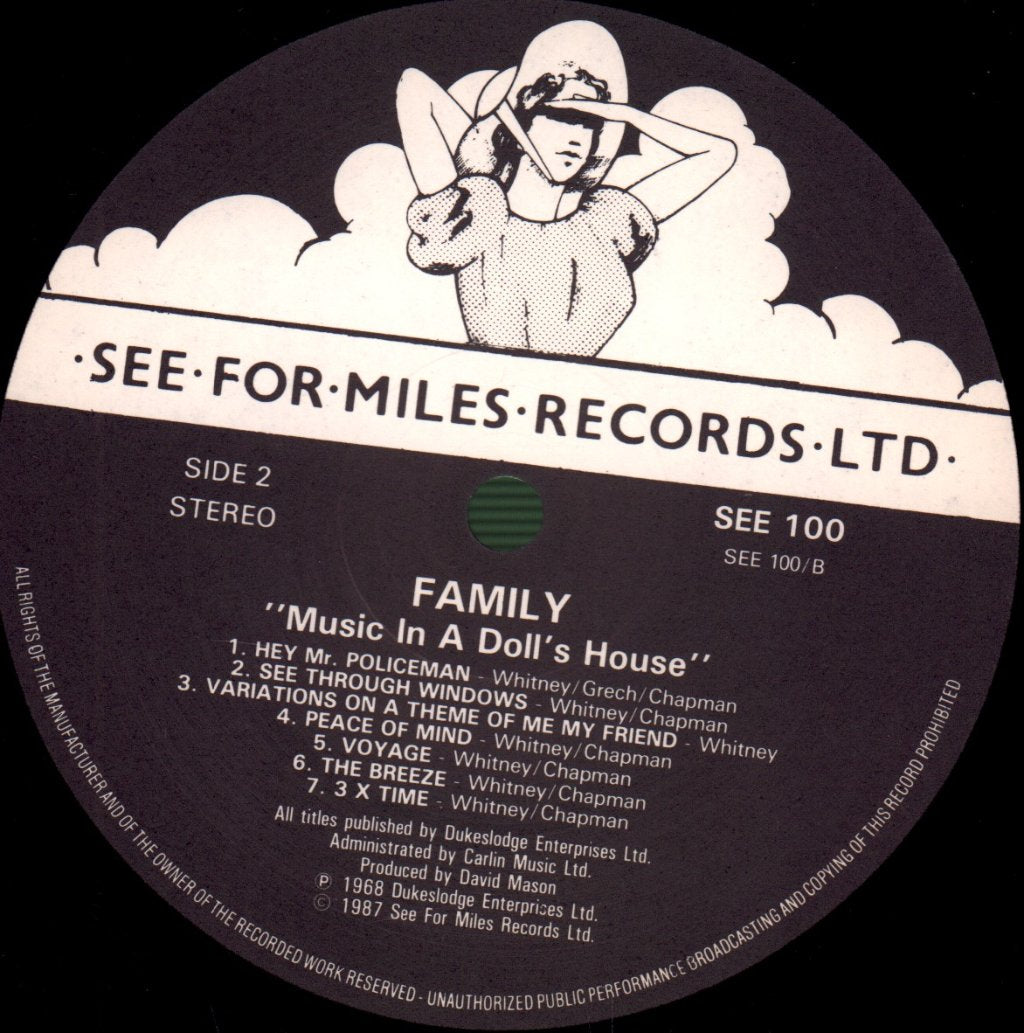 ·SEE·FOR·MILES·RECORDS·LTD·
SIDE 2
STEREO
SEE 100
SEE 100/B
FAMILY
"Music In A Doll's House"
1. HEY Mr. POLICEMAN - Whitney/Grech/Chapman
2. SEE THROUGH WINDOWS - Whitney/Chapman
3. VARIATIONS ON A THEME OF ME MY FRIEND - Whitney
4. PEACE OF MIND - Whitney/Chapman
5. VOYAGE - Whitney/Chapman
6. THE BREEZE - Whitney/Chapman
7. 3 X TIME - Whitney/Chapman
All titles published by Dukeslodge Enterprises Ltd.
Administrated by Carlin Music Ltd.
Produced by David Mason
Ⓟ 1968 Dukeslodge Enterprises Ltd.
© 1987 See For Miles Records Ltd.
ALL RIGHTS OF THE MANUFACTURER AND OF THE OWNER OF THE RECORDED WORK RESERVED - UNAUTHORIZED PUBLIC PERFORMANCE BROADCASTING AND COPYING OF THIS RECORD PROHIBITED